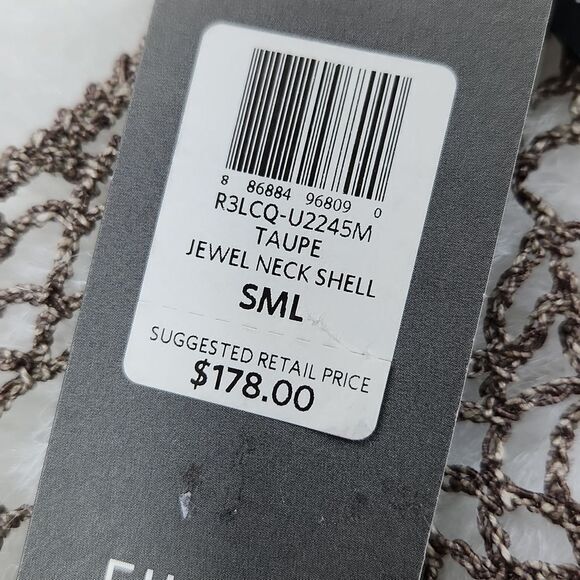 8 86884 96809 0
R3LCQ-U2245M
TAUPE
JEWEL NECK SHELL
SML
SUGGESTED RETAIL PRICE
$178.00